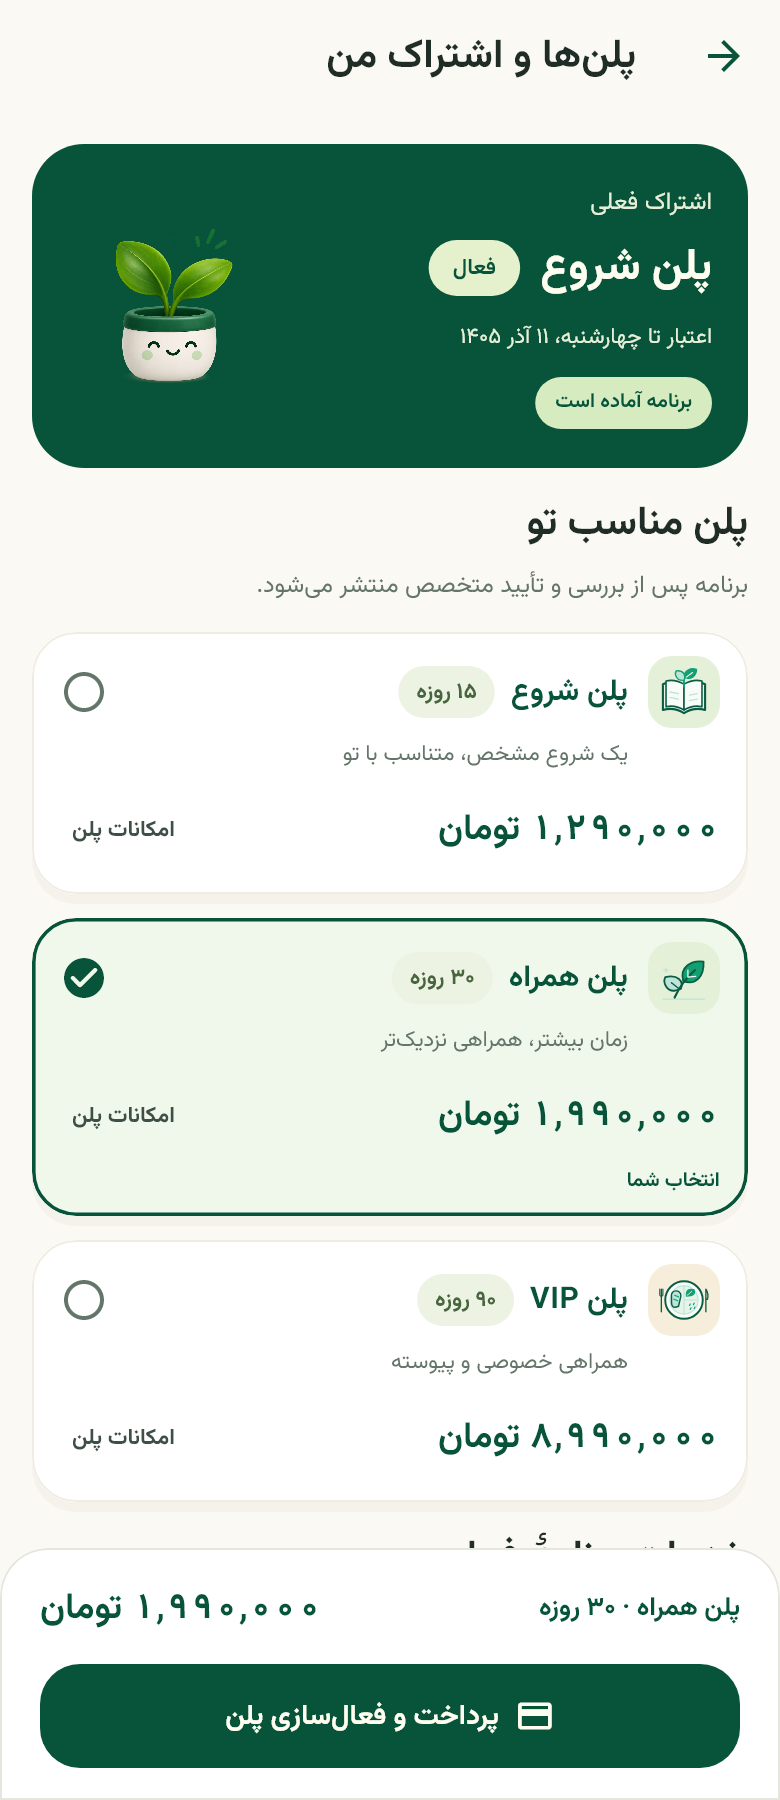 پلن‌ها و اشتراک من
اشتراک فعلی
پلن شروع
فعال
اعتبار تا چهارشنبه، ۱۱ آذر ۱۴۰۵
برنامه آماده است
پلن مناسب تو
برنامه پس از بررسی و تأیید متخصص منتشر می‌شود.
پلن شروع
۱۵ روزه
یک شروع مشخص، متناسب با تو
۱,۲۹۰,۰۰۰ تومان
امکانات پلن
پلن همراه
۳۰ روزه
زمان بیشتر، همراهی نزدیک‌تر
۱,۹۹۰,۰۰۰ تومان
امکانات پلن
انتخاب شما
پلن VIP
۹۰ روزه
همراهی خصوصی و پیوسته
۸,۹۹۰,۰۰۰ تومان
امکانات پلن
پلن همراه · ۳۰ روزه
۱,۹۹۰,۰۰۰ تومان
پرداخت و فعال‌سازی پلن